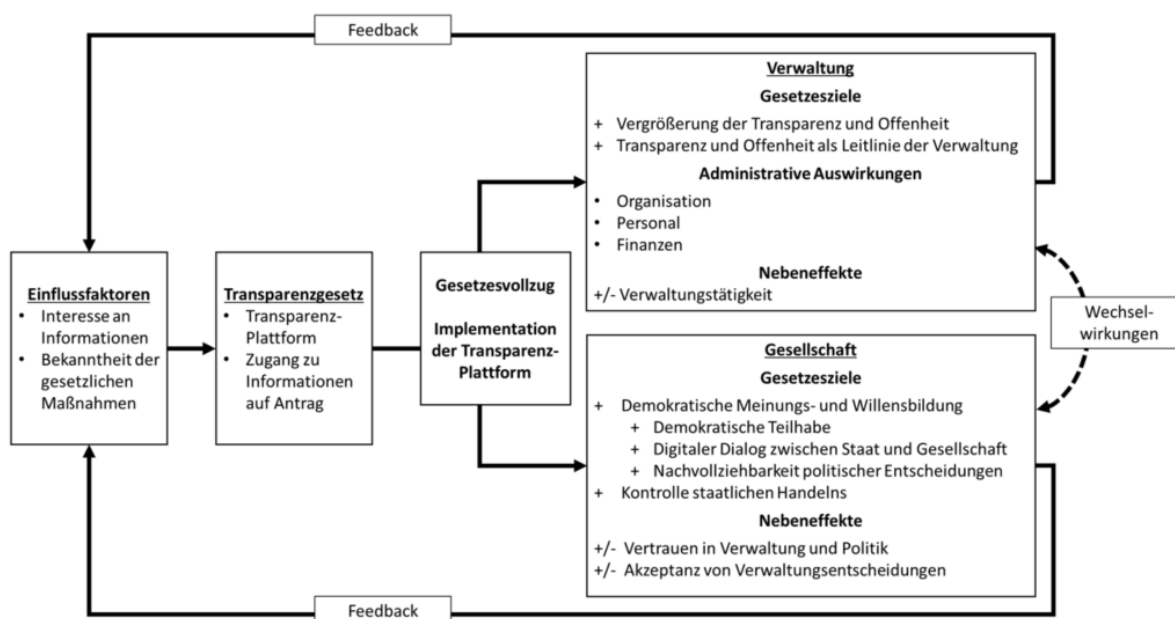 Feedback
Verwaltung
Gesetzesziele
+ Vergrößerung der Transparenz und Offenheit
+ Transparenz und Offenheit als Leitlinie der Verwaltung
Administrative Auswirkungen
• Organisation
• Personal
• Finanzen
Nebeneffekte
+/- Verwaltungstätigkeit
Einflussfaktoren
• Interesse an
Informationen
• Bekanntheit der
gesetzlichen
Maßnahmen
Transparenzgesetz
• Transparenz-
Plattform
• Zugang zu
Informationen
auf Antrag
Gesetzesvollzug
Implementation
der Transparenz-
Plattform
Wechsel-
wirkungen
Gesellschaft
Gesetzesziele
+ Demokratische Meinungs- und Willensbildung
+ Demokratische Teilhabe
+ Digitaler Dialog zwischen Staat und Gesellschaft
+ Nachvollziehbarkeit politischer Entscheidungen
+ Kontrolle staatlichen Handelns
Nebeneffekte
+/- Vertrauen in Verwaltung und Politik
+/- Akzeptanz von Verwaltungsentscheidungen
Feedback